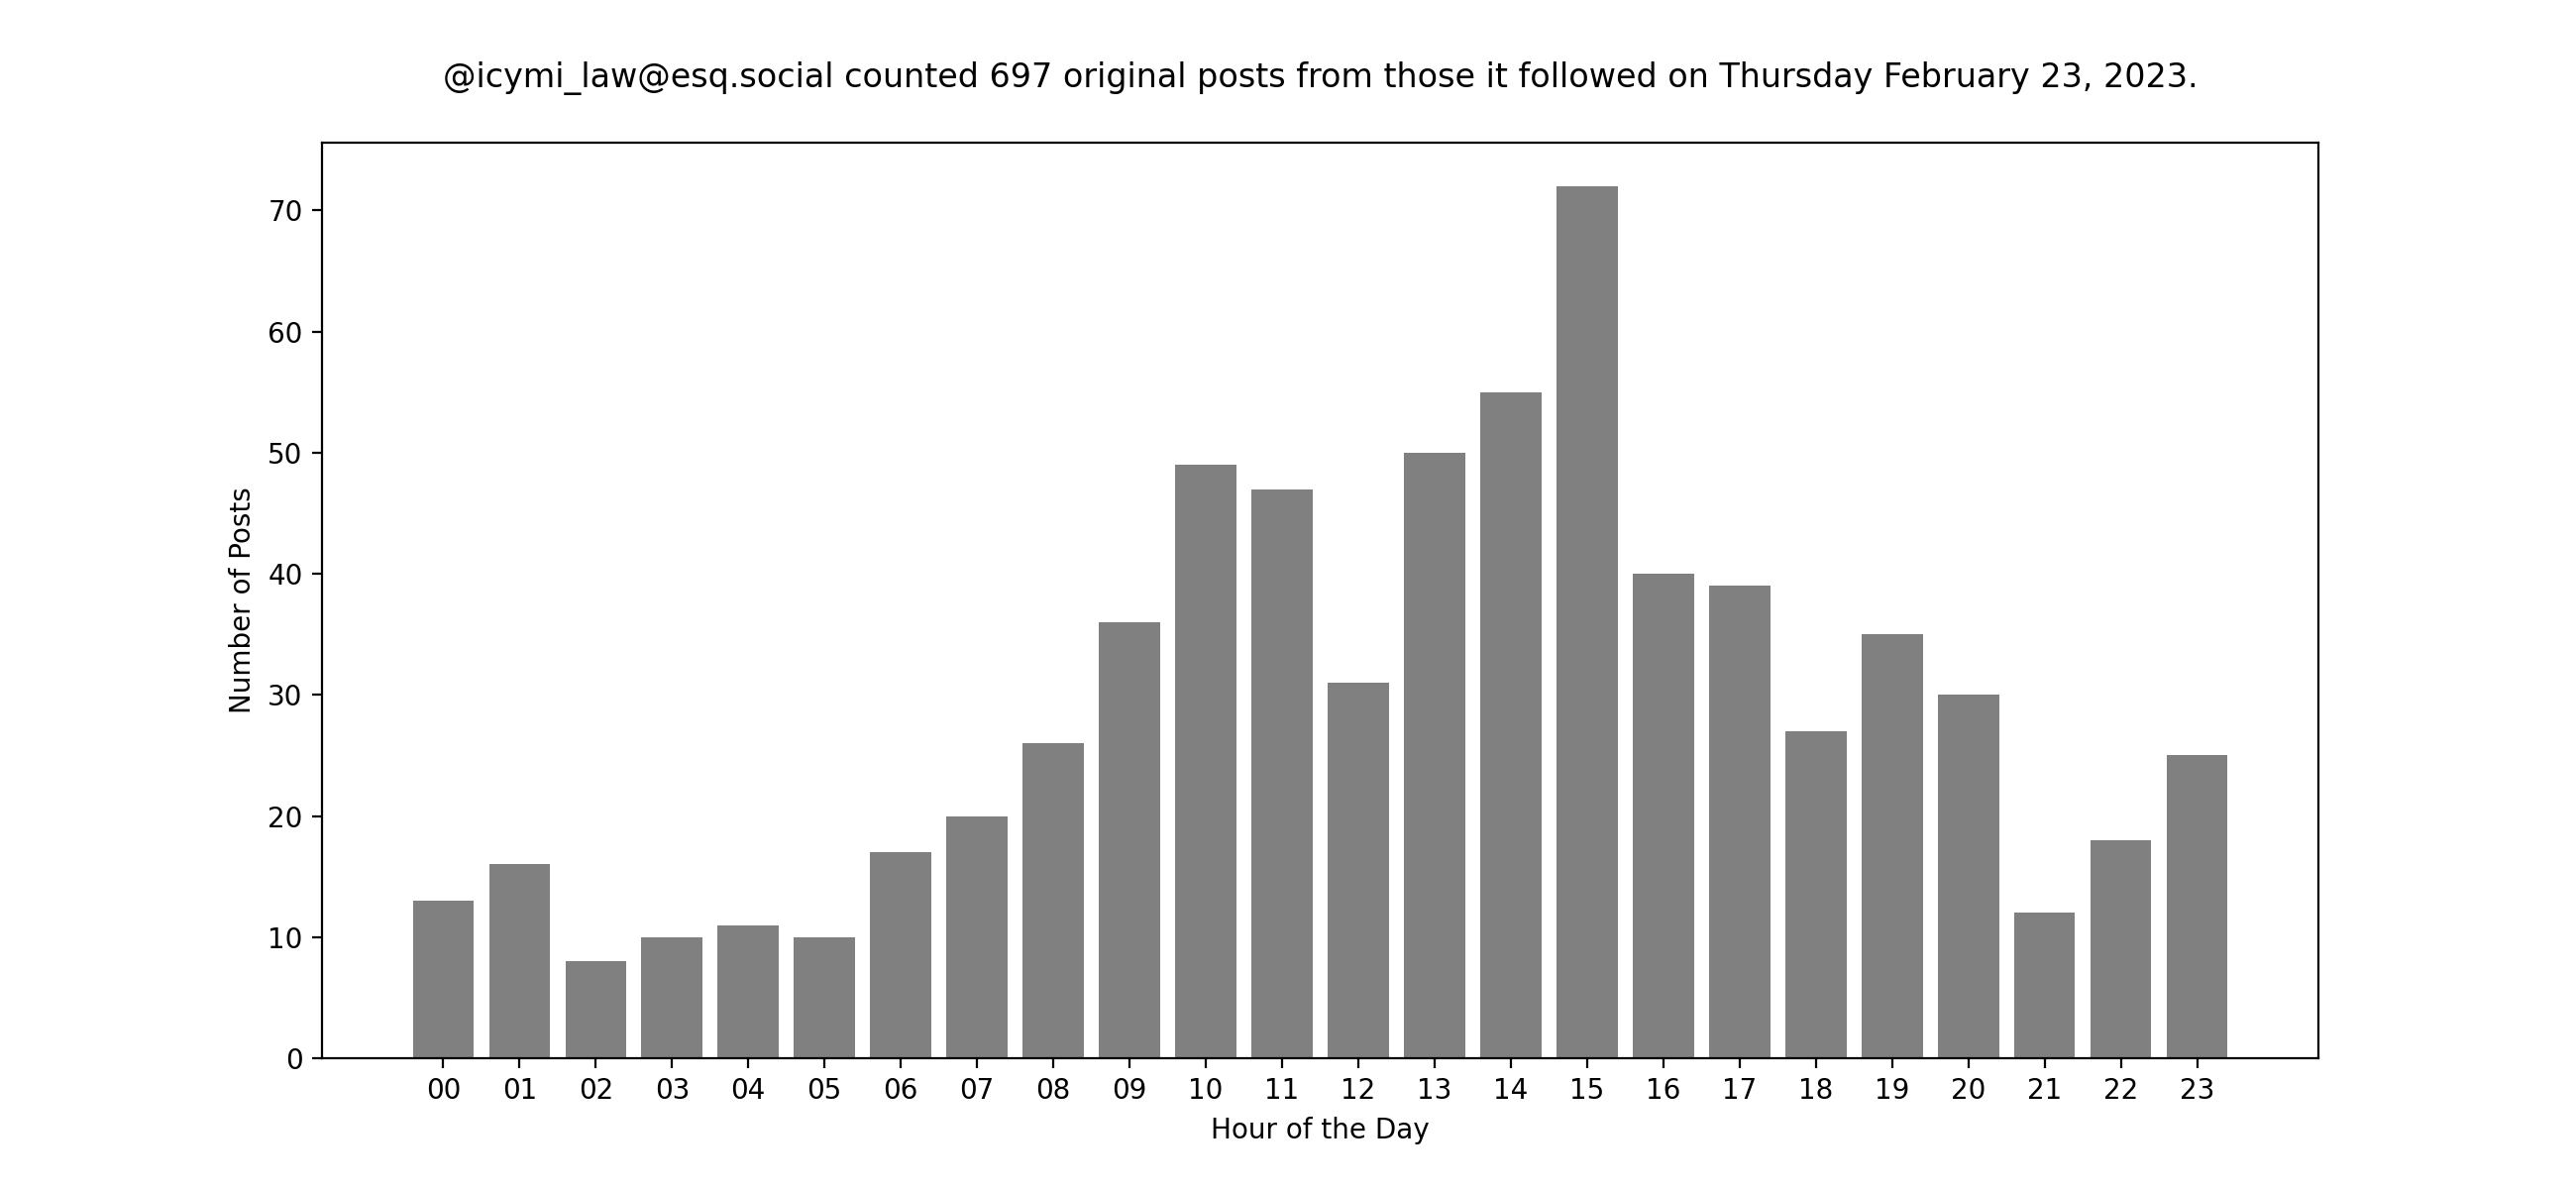 @icymi_law@esq.social counted 697 original posts from those it followed on Thursday February 23, 2023.
70
60
50
40
30
20
10
0
Number of Posts
00 01 02 03 04 05 06 07 08 09 10 11 12 13 14 15 16 17 18 19 20 21 22 23
Hour of the Day